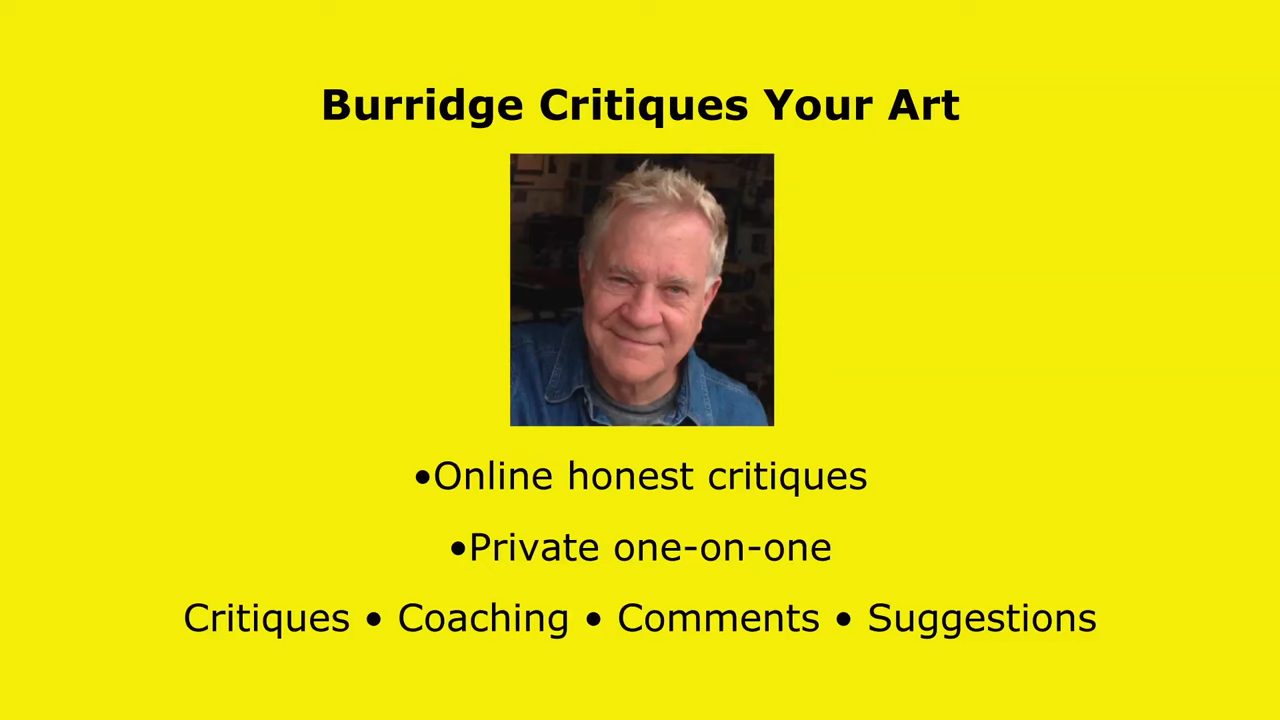 Burridge Critiques Your Art
•Online honest critiques
•Private one-on-one
Critiques • Coaching • Comments • Suggestions